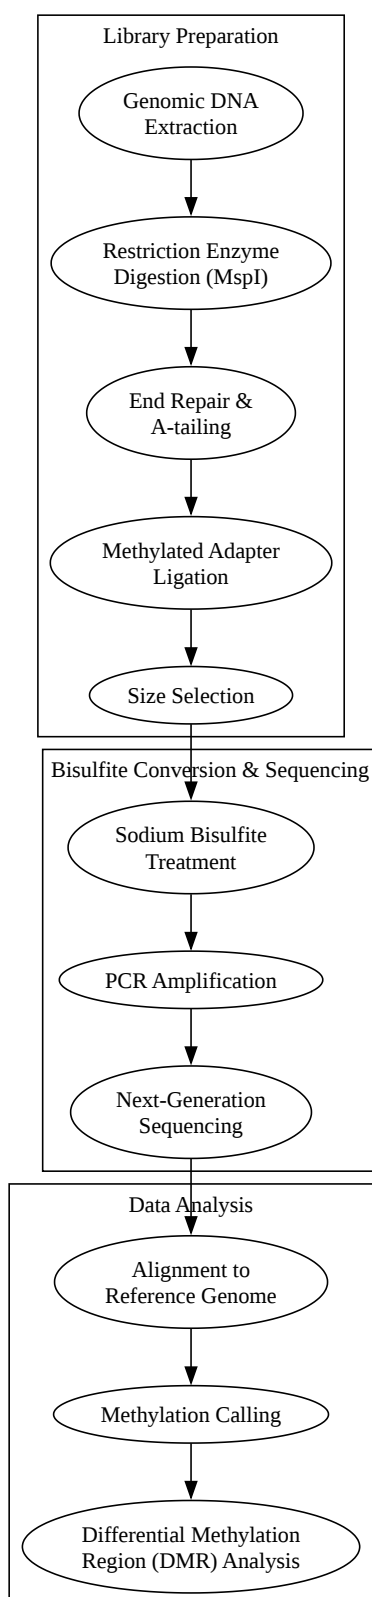 Library Preparation
Genomic DNA
Extraction
Restriction Enzyme
Digestion (MspI)
End Repair &
A-tailing
Methylated Adapter
Ligation
Size Selection
Bisulfite Conversion & Sequencing
Sodium Bisulfite
Treatment
PCR Amplification
Next-Generation
Sequencing
Data Analysis
Alignment to
Reference Genome
Methylation Calling
Differential Methylation
Region (DMR) Analysis